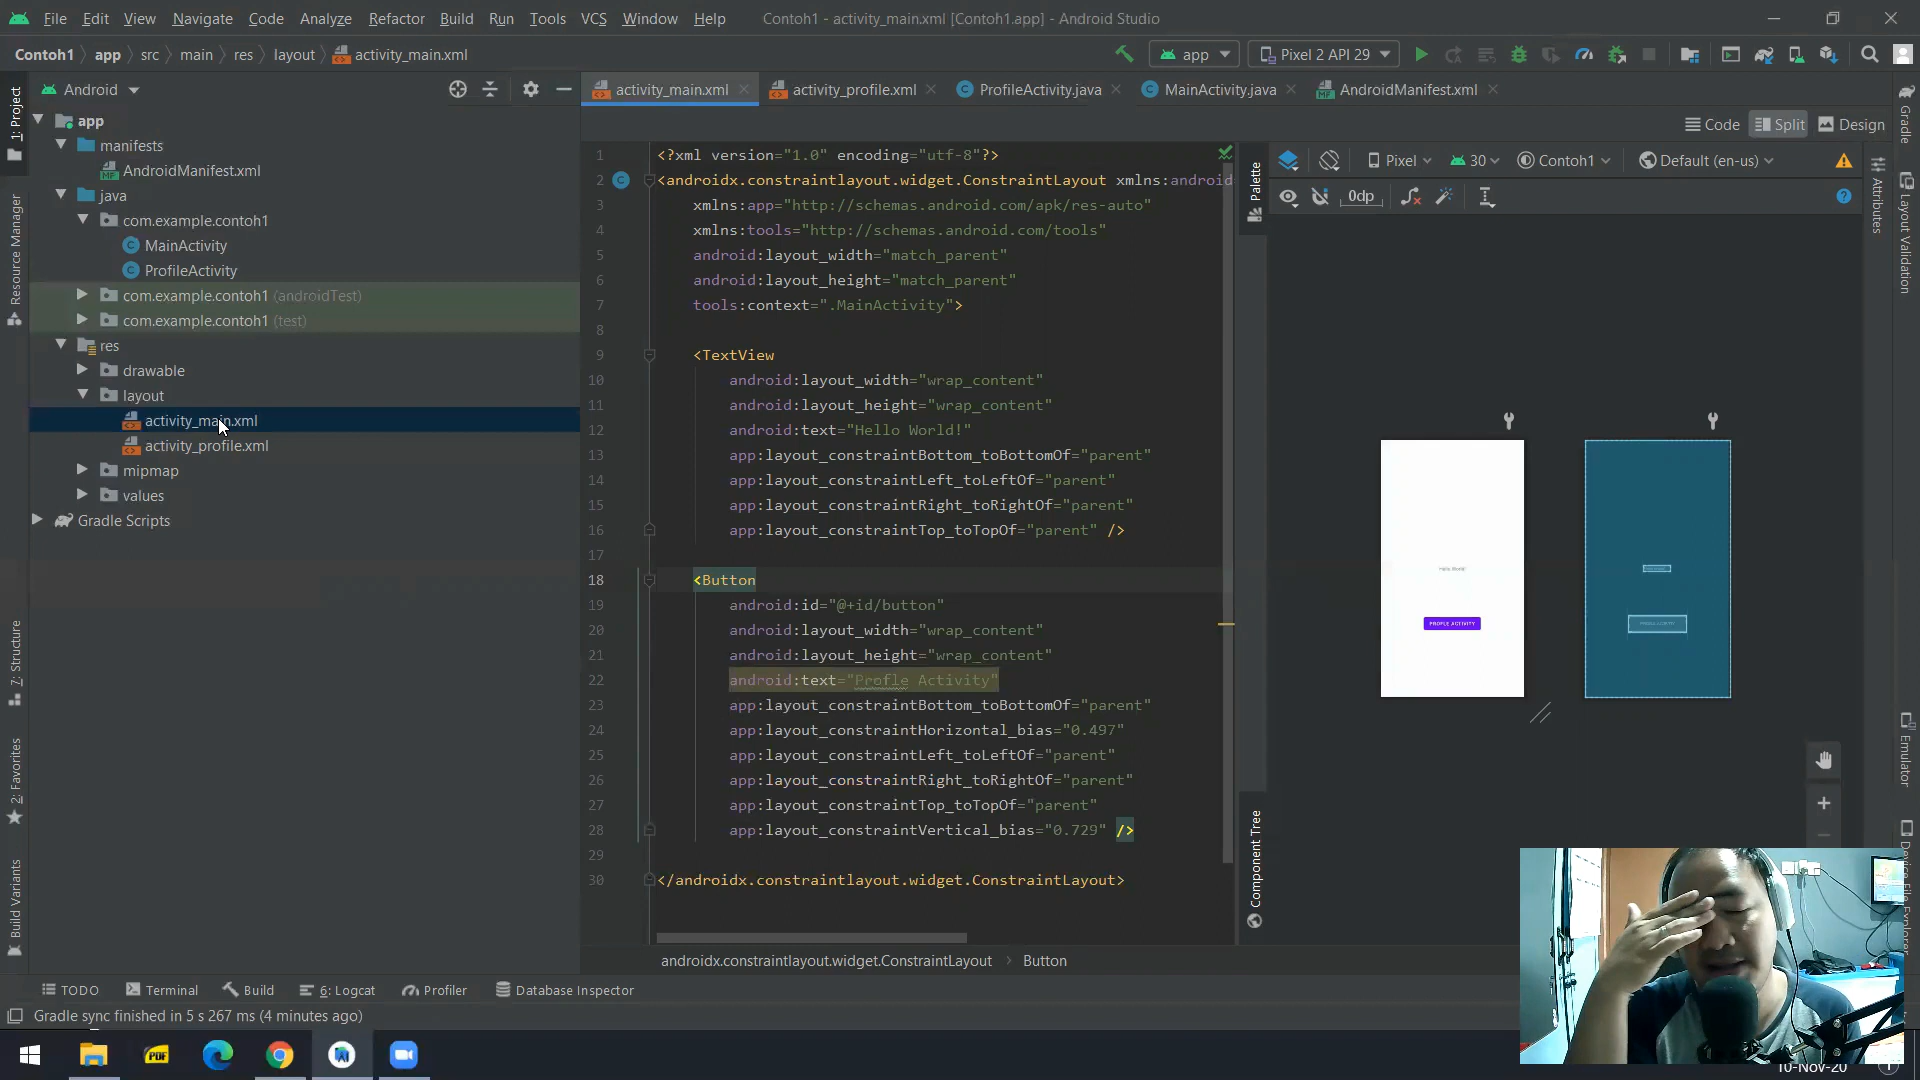 File Edit View Navigate Code Analyze Refactor Build Run Tools VCS Window Help Contoh1 - activity_main.xml [Contoh1.app] - Android Studio
Contoh1 app src main res layout activity_main.xml app Pixel 2 API 29
Android
activity_main.xml activity_profile.xml ProfileActivity.java MainActivity.java AndroidManifest.xml
Code Split Design
1: Project
Resource Manager
7: Structure
2: Favorites
Build Variants
app
manifests
AndroidManifest.xml
java
com.example.contoh1
MainActivity
ProfileActivity
com.example.contoh1 (androidTest)
com.example.contoh1 (test)
res
drawable
layout
activity_main.xml
activity_profile.xml
mipmap
values
Gradle Scripts
1 <?xml version="1.0" encoding="utf-8"?>
2 <androidx.constraintlayout.widget.ConstraintLayout xmlns:android
3 xmlns:app="http://schemas.android.com/apk/res-auto"
4 xmlns:tools="http://schemas.android.com/tools"
5 android:layout_width="match_parent"
6 android:layout_height="match_parent"
7 tools:context=".MainActivity">
8
9 <TextView
10 android:layout_width="wrap_content"
11 android:layout_height="wrap_content"
12 android:text="Hello World!"
13 app:layout_constraintBottom_toBottomOf="parent"
14 app:layout_constraintLeft_toLeftOf="parent"
15 app:layout_constraintRight_toRightOf="parent"
16 app:layout_constraintTop_toTopOf="parent" />
17
18 <Button
19 android:id="@+id/button"
20 android:layout_width="wrap_content"
21 android:layout_height="wrap_content"
22 android:text="Profle Activity"
23 app:layout_constraintBottom_toBottomOf="parent"
24 app:layout_constraintHorizontal_bias="0.497"
25 app:layout_constraintLeft_toLeftOf="parent"
26 app:layout_constraintRight_toRightOf="parent"
27 app:layout_constraintTop_toTopOf="parent"
28 app:layout_constraintVertical_bias="0.729" />
29
30 </androidx.constraintlayout.widget.ConstraintLayout>
androidx.constraintlayout.widget.ConstraintLayout Button
Palette
Component Tree
Pixel 30 Contoh1 Default (en-us)
0dp
Hello World!
PROFLE ACTIVITY
Attributes
Gradle
Layout Validation
Emulator
Device File Explorer
TODO Terminal Build 6: Logcat Profiler Database Inspector
Gradle sync finished in 5 s 267 ms (4 minutes ago)
PDF
10-Nov-20